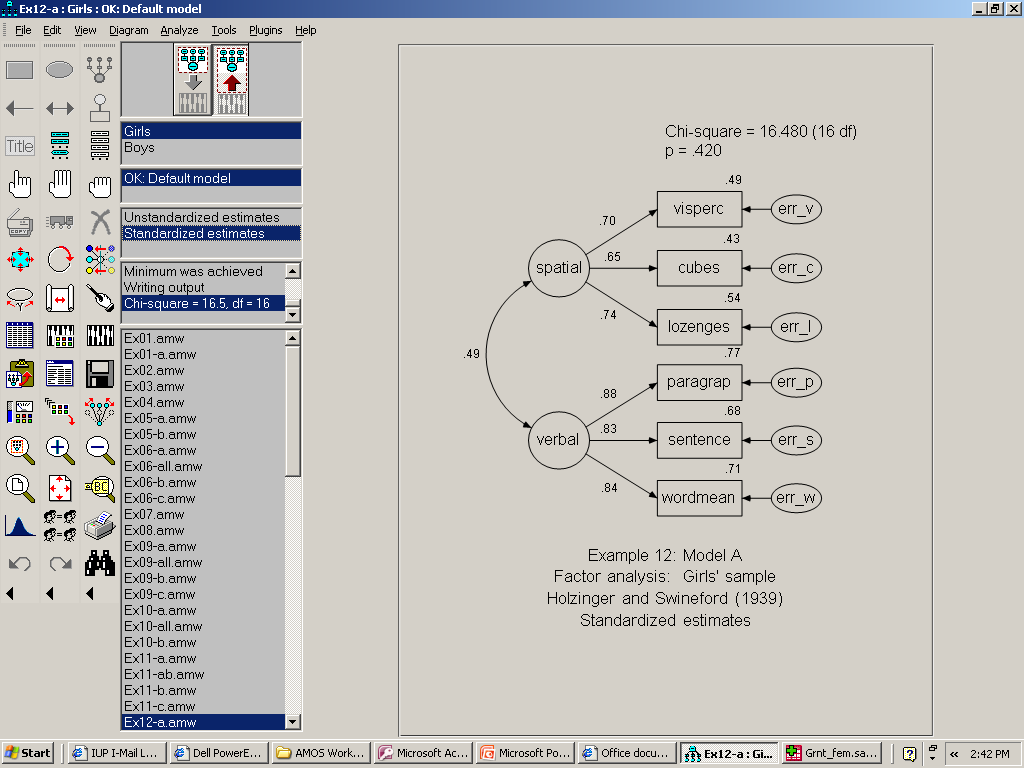 Ex12-a : Girls : OK: Default model
File Edit View Diagram Analyze Tools Plugins Help
Title
Girls
Boys
OK: Default model
Unstandardized estimates
Standardized estimates
Minimum was achieved
Writing output
Chi-square = 16.5, df = 16
Ex01.amw
Ex01-a.amw
Ex02.amw
Ex03.amw
Ex04.amw
Ex05-a.amw
Ex05-b.amw
Ex06-a.amw
Ex06-all.amw
Ex06-b.amw
Ex06-c.amw
Ex07.amw
Ex08.amw
Ex09-a.amw
Ex09-all.amw
Ex09-b.amw
Ex09-c.amw
Ex10-a.amw
Ex10-all.amw
Ex10-b.amw
Ex11-a.amw
Ex11-ab.amw
Ex11-b.amw
Ex11-c.amw
Ex12-a.amw
COPY
BC
Chi-square = 16.480 (16 df)
p = .420
.49
visperc err_v
.70
.43
.65
spatial cubes err_c
.54
.74
lozenges err_l
.49
.77
paragrap err_p
.88
.68
.83
verbal sentence err_s
.71
.84
wordmean err_w
Example 12: Model A
Factor analysis: Girls' sample
Holzinger and Swineford (1939)
Standardized estimates
Start IUP I-Mail L... Dell PowerE... AMOS Work... Microsoft Ac... Microsoft Po... Office docu... Ex12-a : Gi... Grnt_fem.sa... « 2:42 PM